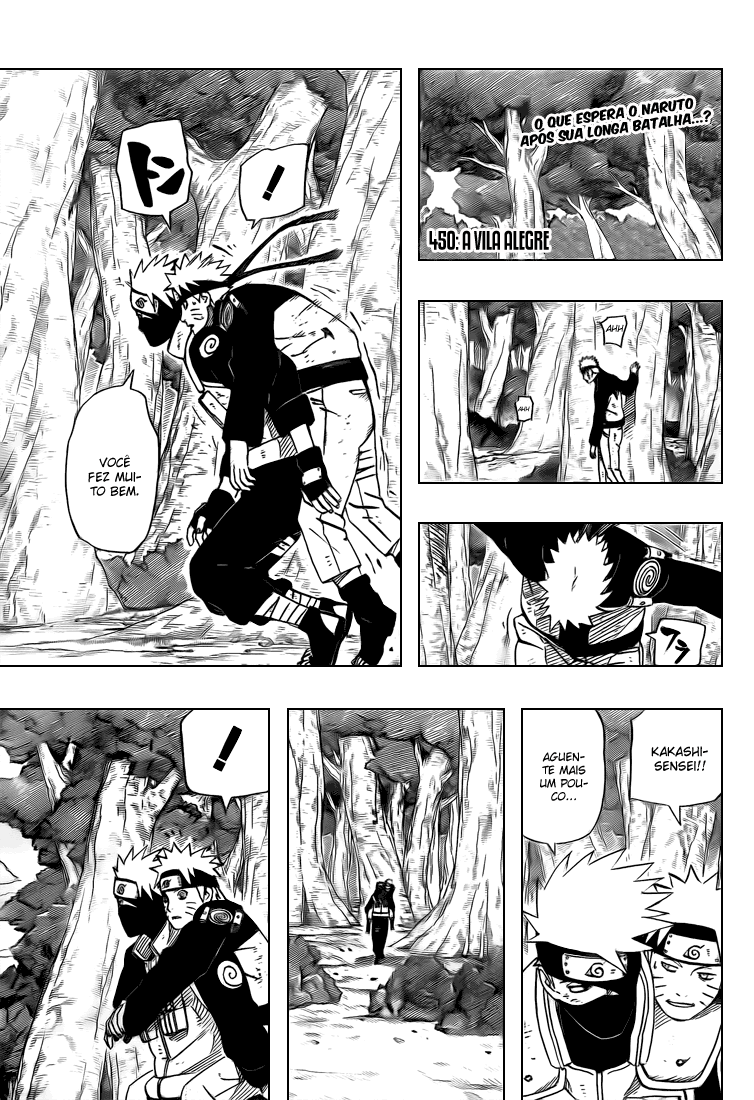 O QUE ESPERA O NARUTO
APÓS SUA LONGA BATALHA...?
450: A VILA ALEGRE
AHH
AHH
フラ
!
ドン
VOCÊ
FEZ MUI-
TO BEM.
KAKASHI-
SENSEI!!
AGUEN-
TE MAIS
UM POU-
CO...
!